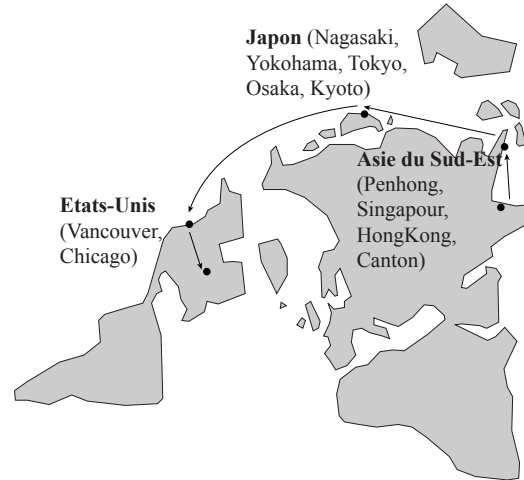 Japon (Nagasaki,
Yokohama, Tokyo,
Osaka, Kyoto)
Asie du Sud-Est
(Penhong,
Singapour,
HongKong,
Canton)
Etats-Unis
(Vancouver,
Chicago)